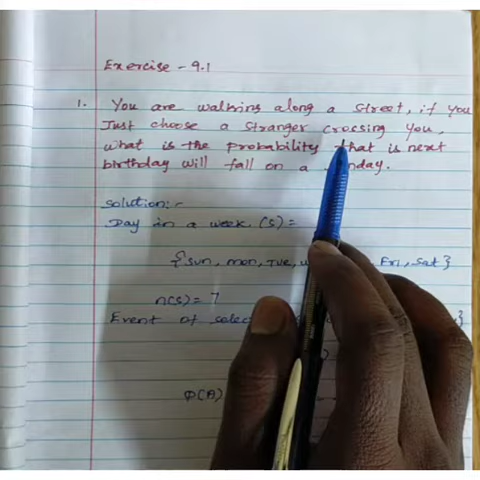 Exercise - 9.1
1. You are walking along a street, if you
Just choose a stranger crossing you,
what is the probability that is next
birthday will fall on a nday.
Solution:-
Day in a week (S) =
{Sun, mon, Tue, Fri, Sat}
n(S) = 7
Event of selec }
P(A)